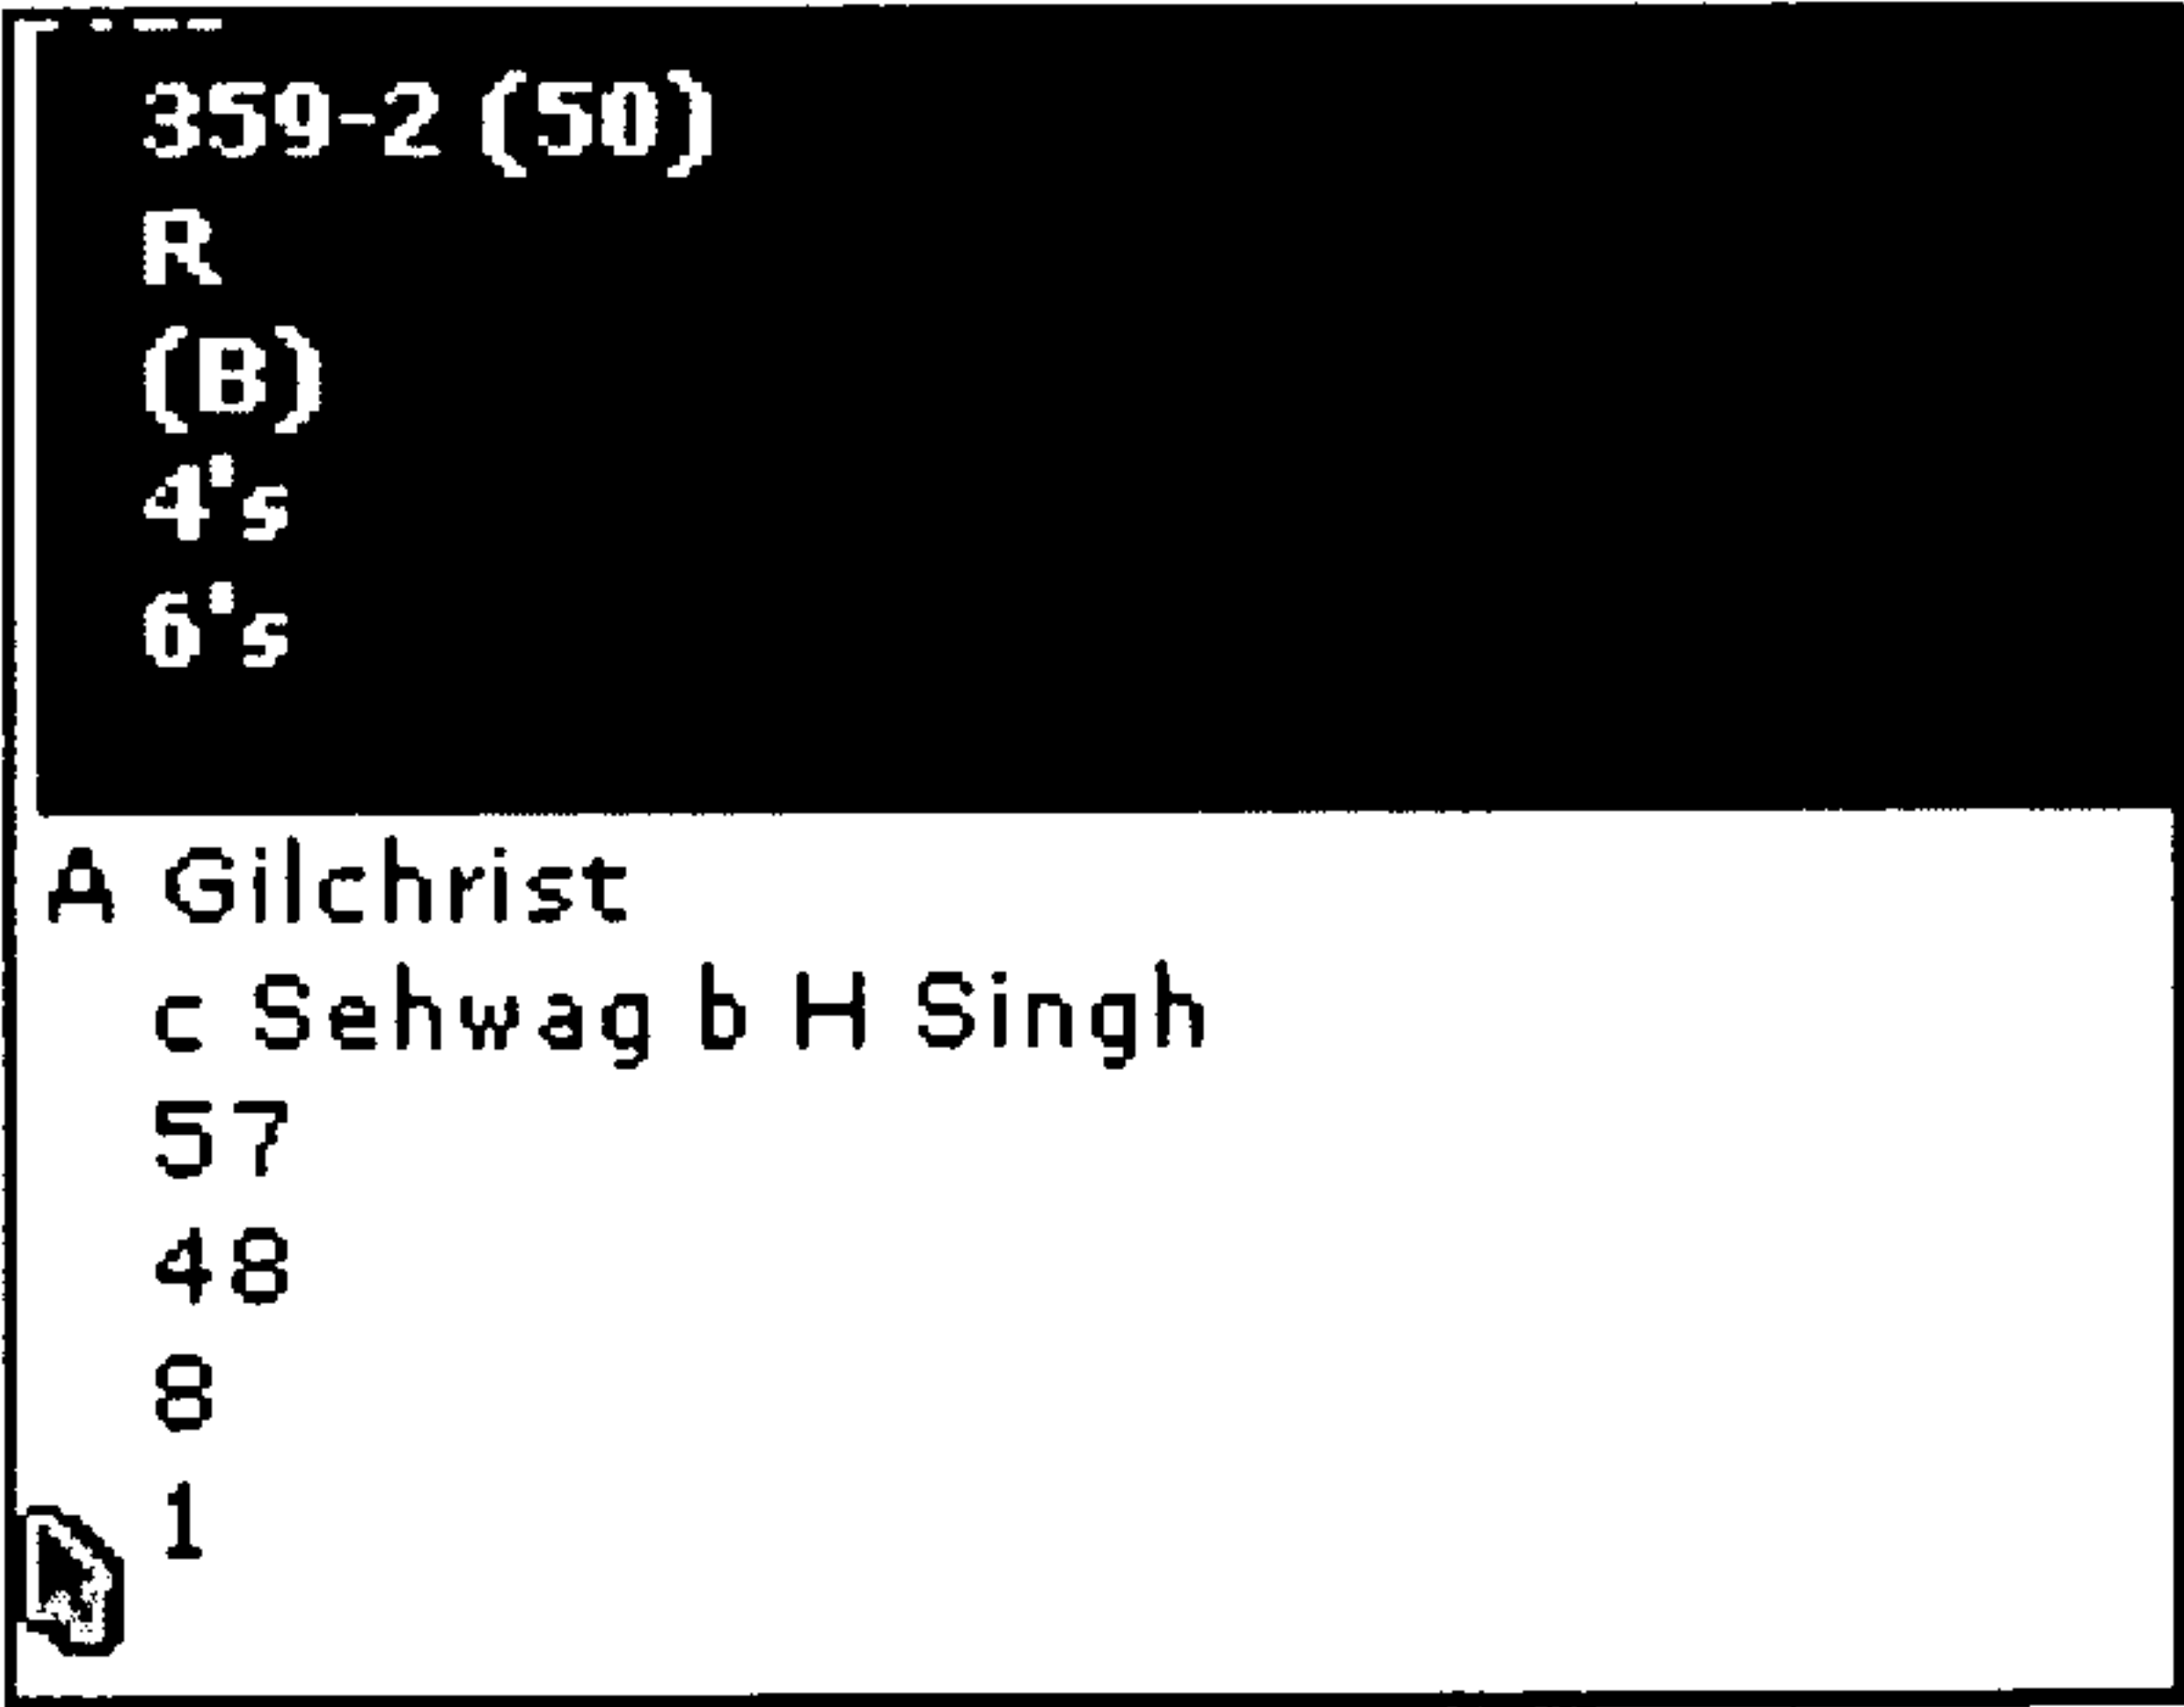 359-2 (50)
R
(B)
4's
6's
A Gilchrist
c Sehwag b H Singh
57
48
8
1